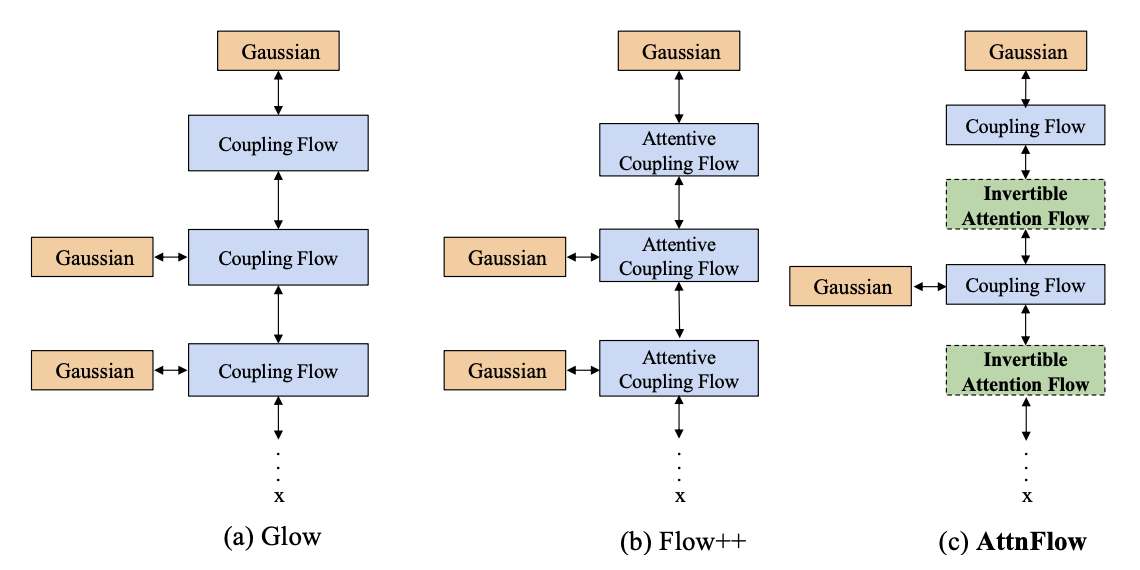 Gaussian
Coupling Flow
Gaussian
Coupling Flow
Gaussian
Coupling Flow
.
.
.
x
(a) Glow
Gaussian
Attentive
Coupling Flow
Gaussian
Attentive
Coupling Flow
Gaussian
Attentive
Coupling Flow
.
.
.
x
(b) Flow++
Gaussian
Coupling Flow
Invertible
Attention Flow
Gaussian
Coupling Flow
Invertible
Attention Flow
.
.
.
x
(c) AttnFlow